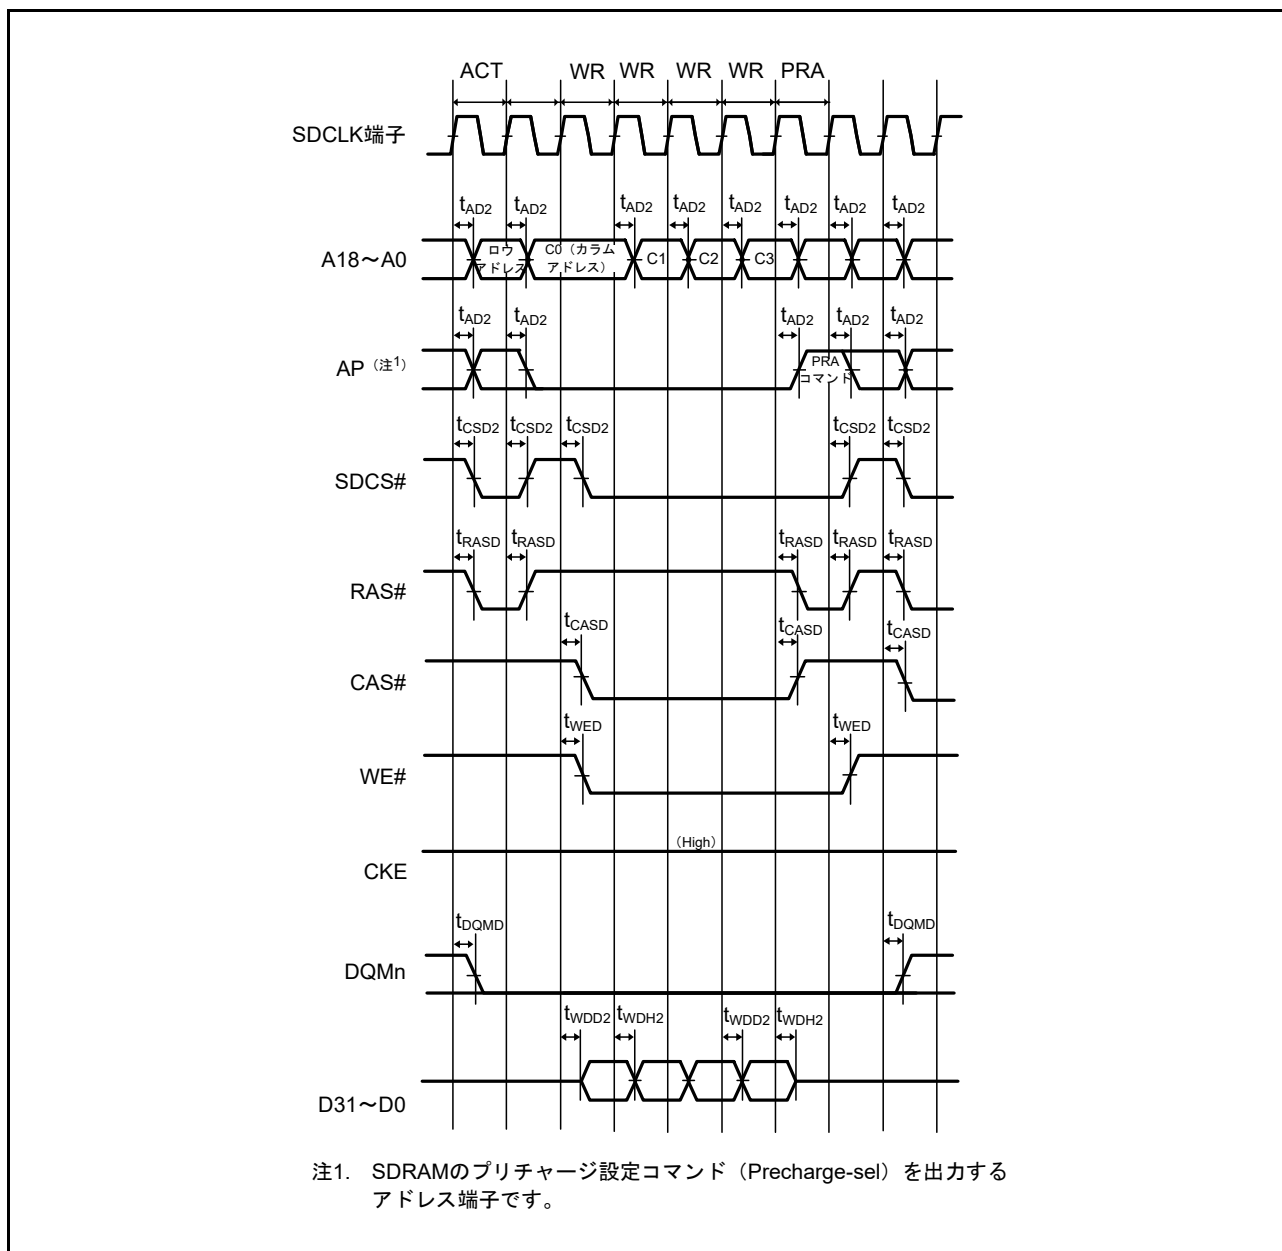 ACT WR WR WR WR PRA
SDCLK端子
tAD2 tAD2 tAD2 tAD2 tAD2 tAD2 tAD2 tAD2
A18～A0
ロウ
アドレス
C0（カラム
アドレス）
C1 C2 C3
tAD2 tAD2 tAD2 tAD2 tAD2
AP（注1）
PRA
コマンド
tCSD2 tCSD2 tCSD2 tCSD2 tCSD2
SDCS#
tRASD tRASD tRASD tRASD tRASD
RAS#
tCASD tCASD tCASD
CAS#
tWED tWED
WE#
（High）
CKE
tDQMD tDQMD
DQMn
tWDD2 tWDH2 tWDD2 tWDH2
D31～D0
注1. SDRAMのプリチャージ設定コマンド（Precharge-sel）を出力する
アドレス端子です。